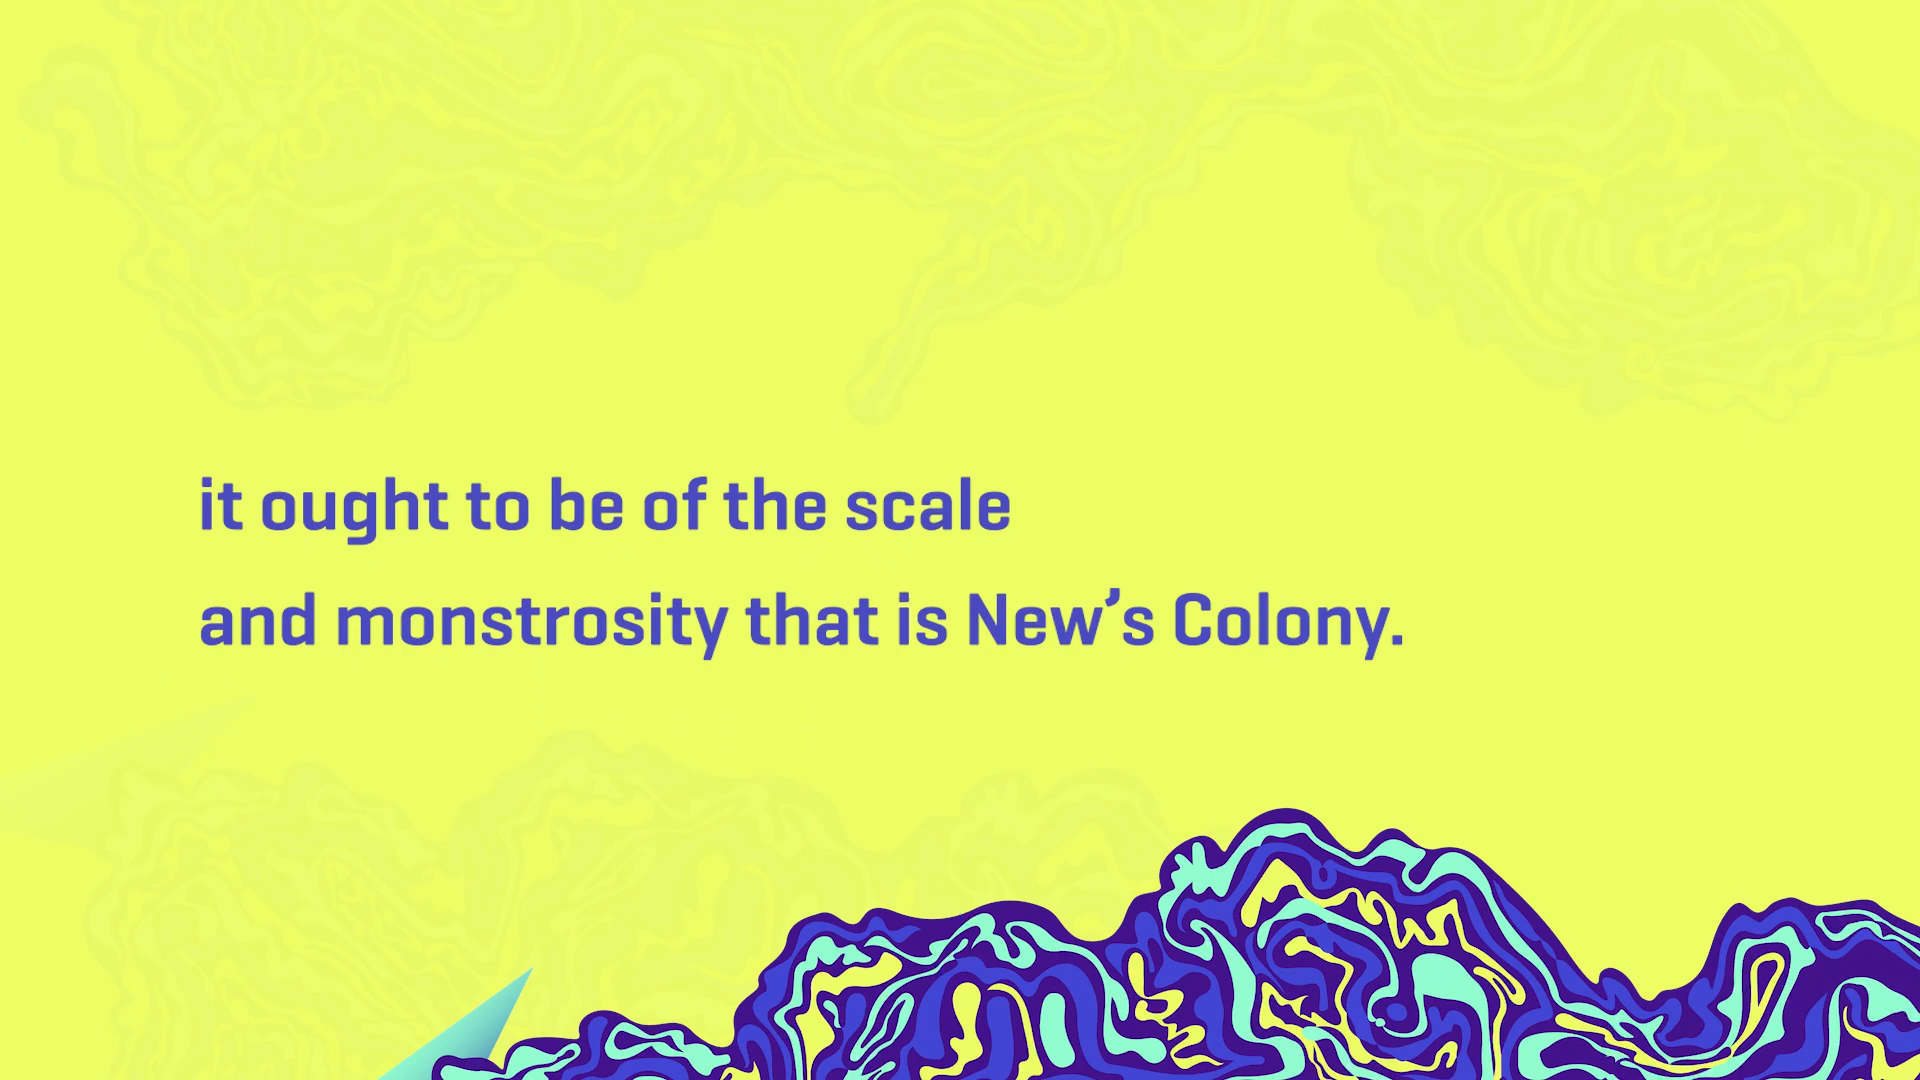 it ought to be of the scale
and monstrosity that is New’s Colony.